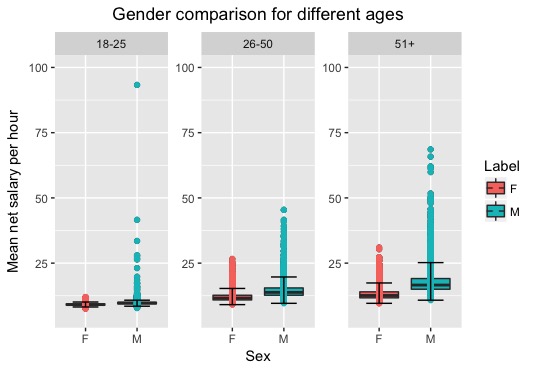 Gender comparison for different ages
18-25
26-50
51+
Mean net salary per hour
100
75
50
25
100
75
50
25
100
75
50
25
F
M
F
M
F
M
Sex
Label
F
M